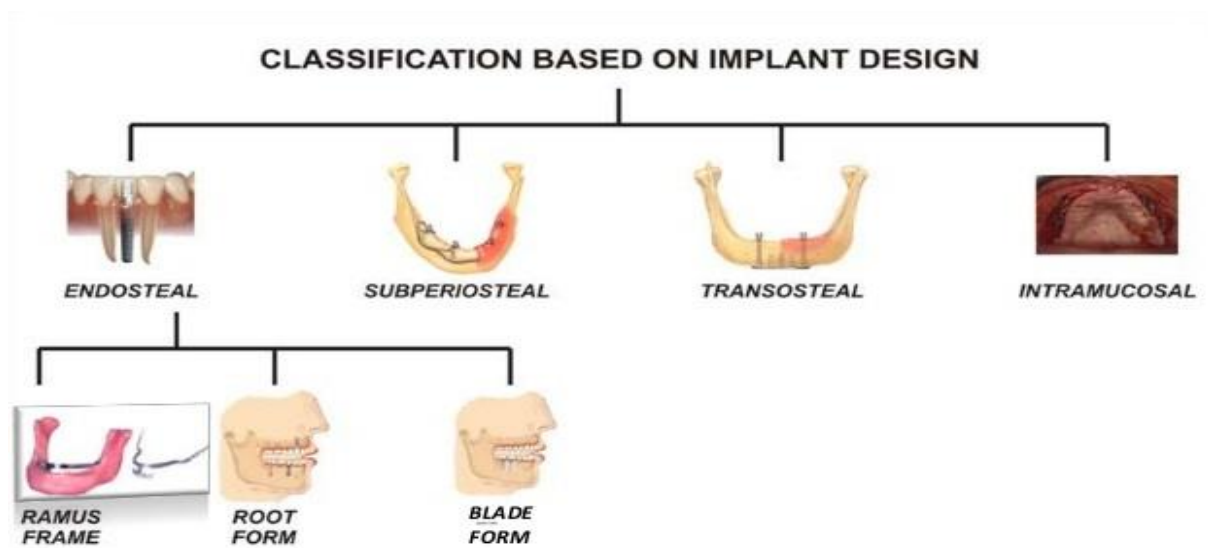 CLASSIFICATION BASED ON IMPLANT DESIGN
ENDOSTEAL
SUBPERIOSTEAL
TRANSOSTEAL
INTRAMUCOSAL
RAMUS
FRAME
ROOT
FORM
BLADE
FORM